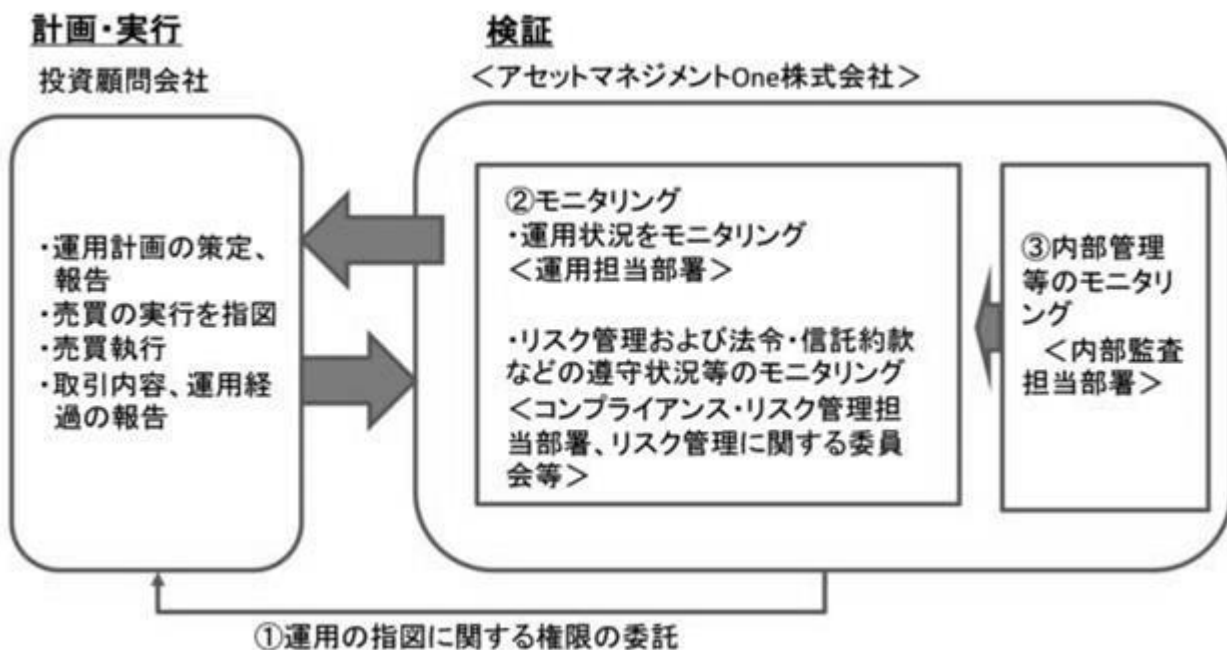 計画・実行
投資顧問会社
・運用計画の策定、
報告
・売買の実行を指図
・売買執行
・取引内容、運用経
過の報告
検証
＜アセットマネジメントOne株式会社＞
②モニタリング
・運用状況をモニタリング
＜運用担当部署＞
・リスク管理および法令・信託約款
などの遵守状況等のモニタリング
＜コンプライアンス・リスク管理担
当部署、リスク管理に関する委員
会等＞
③内部管理
等のモニタリ
ング
＜内部監査
担当部署＞
①運用の指図に関する権限の委託